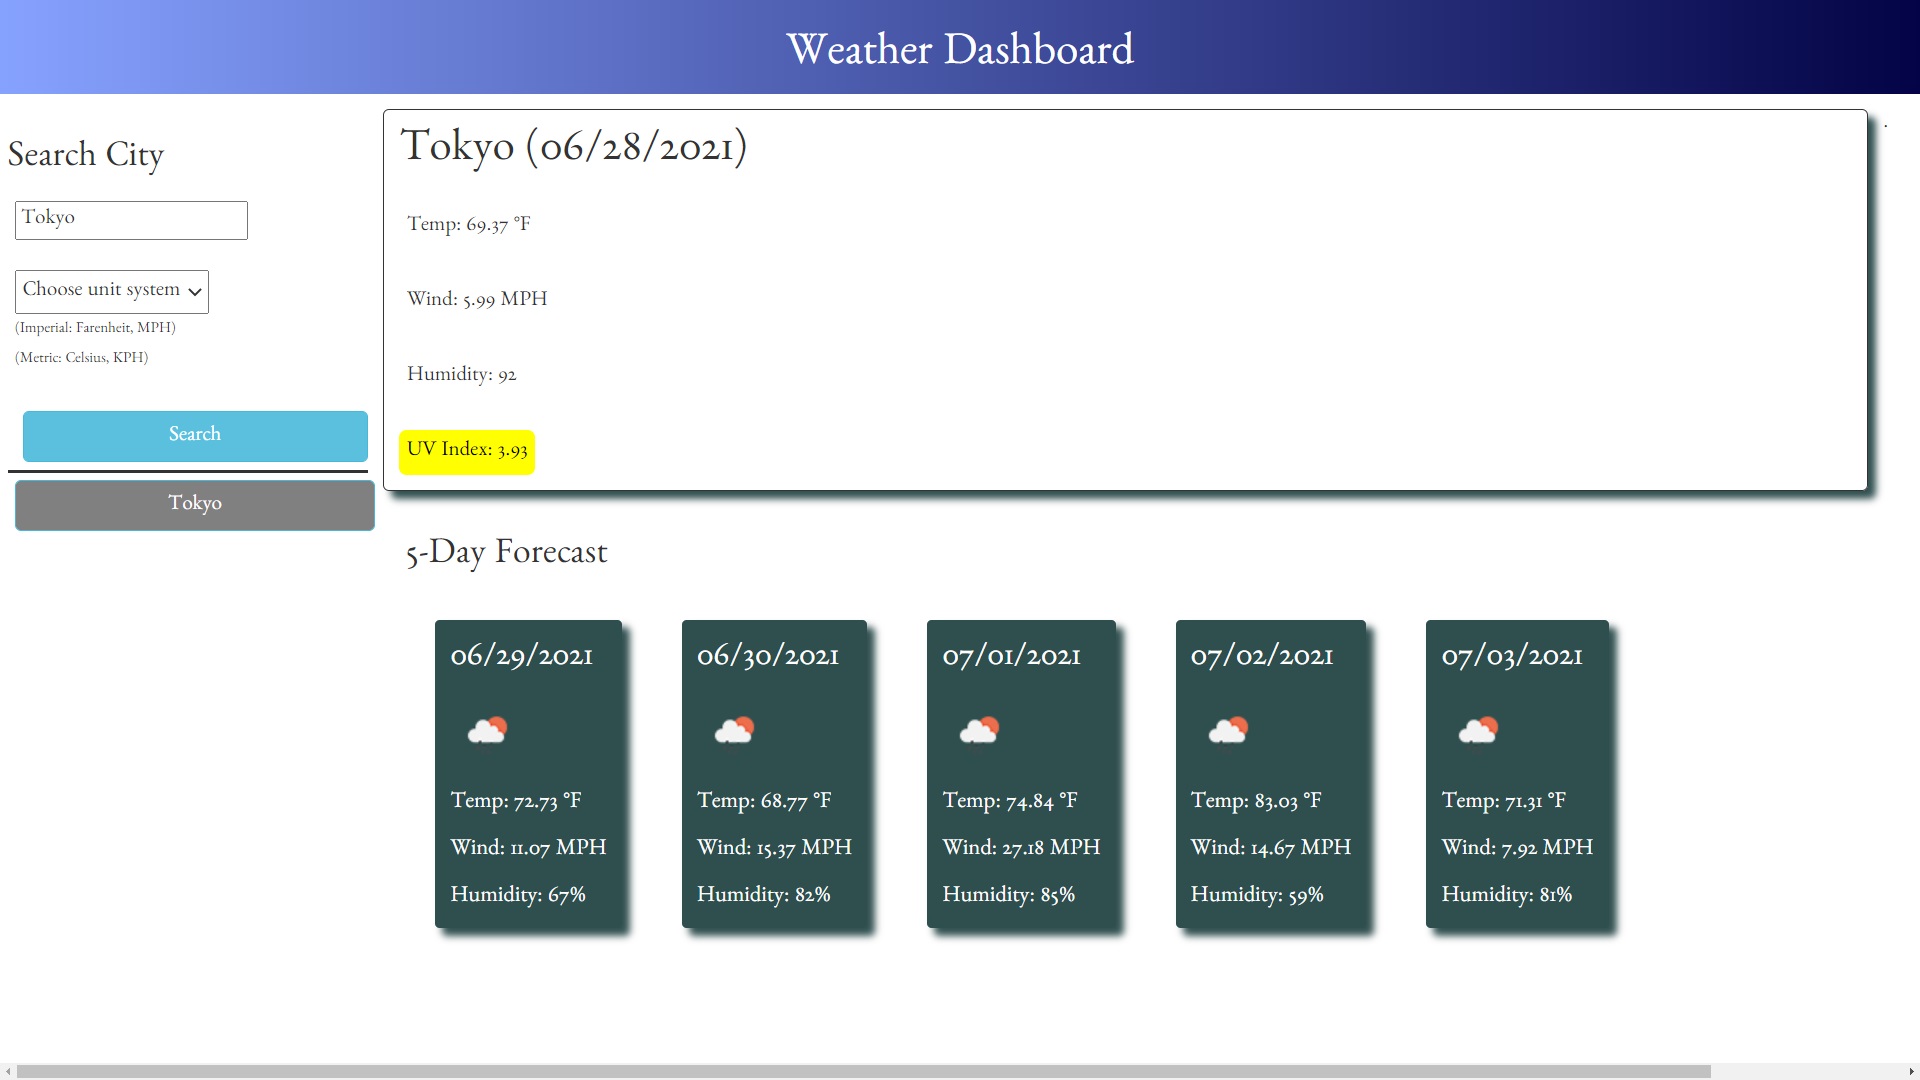 Weather Dashboard
Search City
Tokyo
Choose unit system
(Imperial: Farenheit, MPH)
(Metric: Celsius, KPH)
Search
Tokyo
Tokyo (06/28/2021)
.
Temp: 69.37 °F
Wind: 5.99 MPH
Humidity: 92
UV Index: 3.93
5-Day Forecast
06/29/2021
Temp: 72.73 °F
Wind: 11.07 MPH
Humidity: 67%
06/30/2021
Temp: 68.77 °F
Wind: 15.37 MPH
Humidity: 82%
07/01/2021
Temp: 74.84 °F
Wind: 27.18 MPH
Humidity: 85%
07/02/2021
Temp: 83.03 °F
Wind: 14.67 MPH
Humidity: 59%
07/03/2021
Temp: 71.31 °F
Wind: 7.92 MPH
Humidity: 81%